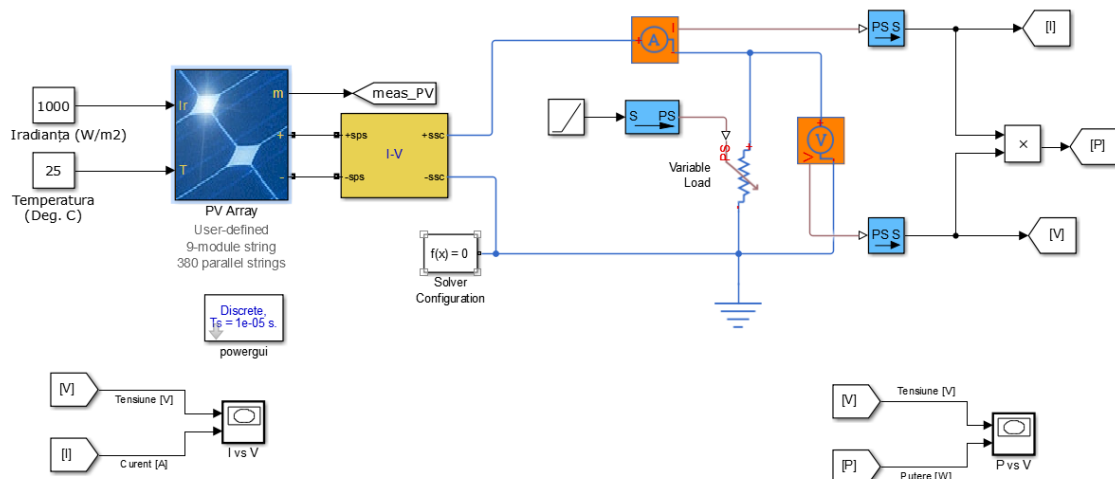 I
A
PS S
[I]
1000
Ir
m
meas_PV
Iradianța (W/m2)
+
+sps
+ssc
S
PS
I-V
V
×
[P]
25
T
-
-sps
-ssc
PS
Variable
Load
V
Temperatura
(Deg. C)
PV Array
User-defined
9-module string
380 parallel strings
f(x) = 0
PS S
[V]
Solver
Configuration
Discrete,
Ts = 1e-05 s.
powergui
[V]
Tensiune [V]
[I]
Curent [A]
I vs V
[V]
Tensiune [V]
[P]
Putere [W]
P vs V